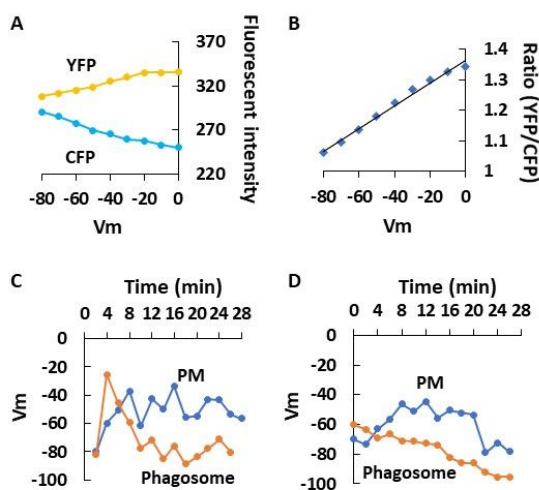 A
370
YFP
320
CFP
270
220
Fluorescent intensity
-80 -60 -40 -20 0
Vm
B
1.4
1.3
1.2
1.1
1
Ratio (YFP/CFP)
-80 -60 -40 -20 0
Vm
C
Time (min)
0 4 8 12 16 20 24 28
0
-20
-40
-60
-80
-100
Vm
PM
Phagosome
D
Time (min)
0 4 8 12 16 20 24 28
0
-20
-40
-60
-80
-100
Vm
PM
Phagosome